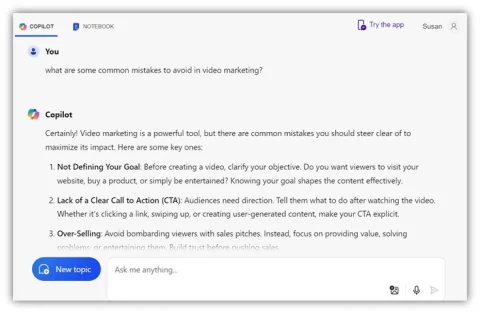 COPILOT NOTEBOOK Try the app Susan
You
what are some common mistakes to avoid in video marketing?
Copilot
Certainly! Video marketing is a powerful tool, but there are common mistakes you should steer clear of to
maximize its impact. Here are some key ones:
1. Not Defining Your Goal: Before creating a video, clarify your objective. Do you want viewers to visit your
website, buy a product, or simply be entertained? Knowing your goal shapes the content effectively.
2. Lack of a Clear Call to Action (CTA): Audiences need direction. Tell them what to do after watching the video.
Whether it's clicking a link, swiping up, or creating user-generated content, make your CTA explicit.
3. Over-Selling: Avoid bombarding viewers with sales pitches. Instead, focus on providing value, solving
problems, or entertaining them. Build trust before pushing sales.
New topic
Ask me anything...